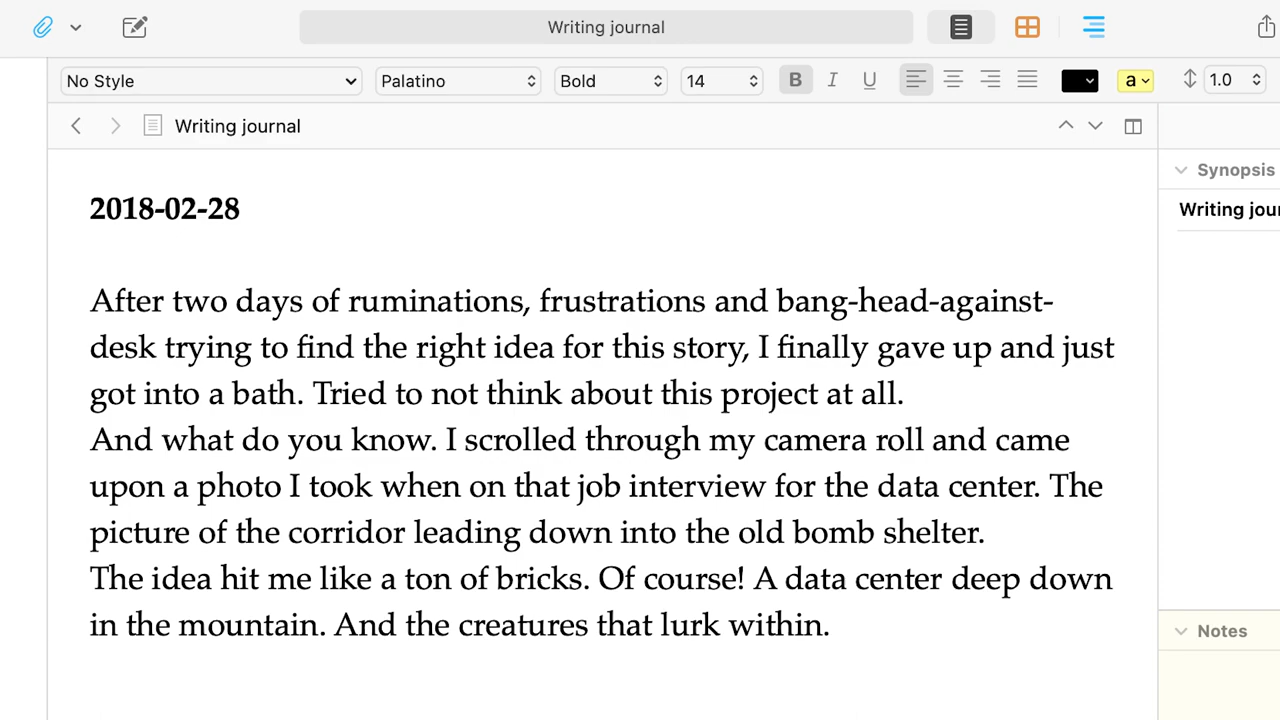 Writing journal
No Style
Palatino
Bold
14
B
I
U
a
1.0
Writing journal
Synopsis
2018-02-28
Writing jour
After two days of ruminations, frustrations and bang-head-against-
desk trying to find the right idea for this story, I finally gave up and just
got into a bath. Tried to not think about this project at all.
And what do you know. I scrolled through my camera roll and came
upon a photo I took when on that job interview for the data center. The
picture of the corridor leading down into the old bomb shelter.
The idea hit me like a ton of bricks. Of course! A data center deep down
in the mountain. And the creatures that lurk within.
Notes